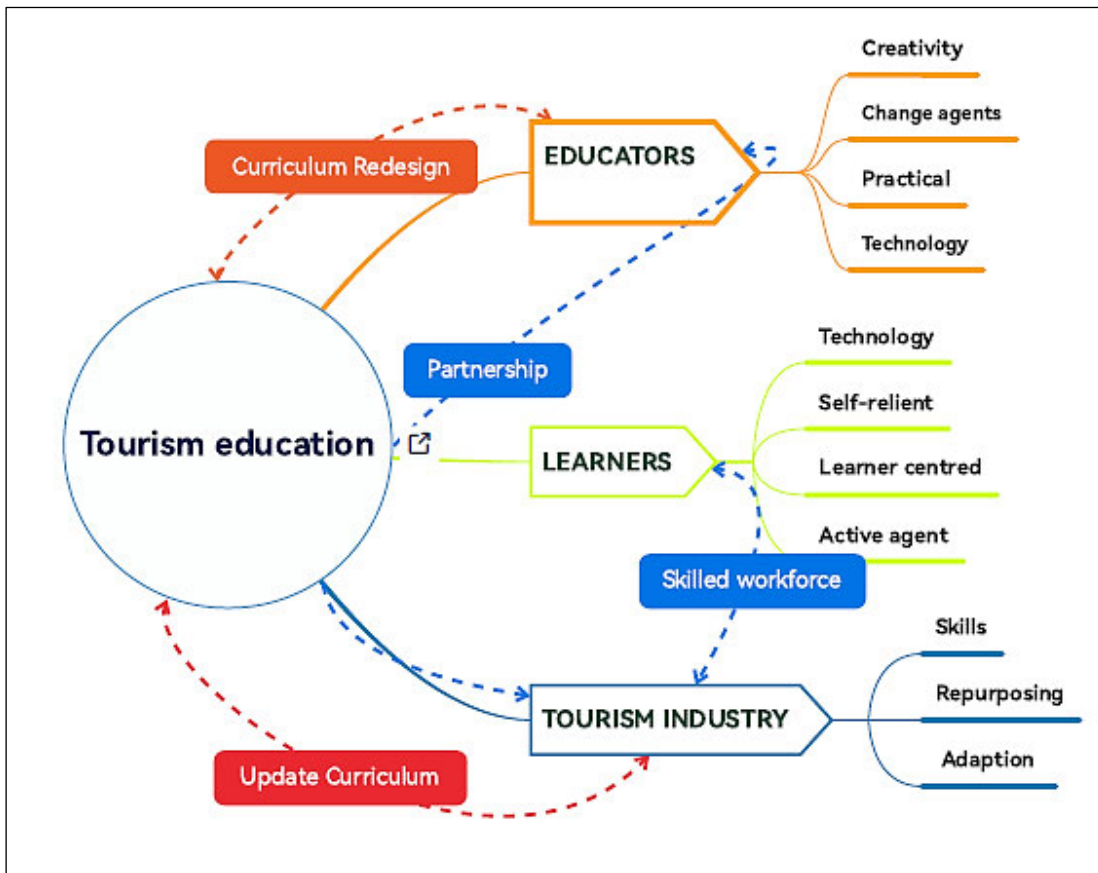 Creativity
Change agents
Practical
Technology
EDUCATORS
Curriculum Redesign
Partnership
Tourism education
Technology
Self-relient
Learner centred
Active agent
LEARNERS
Skilled workforce
Skills
Repurposing
Adaption
TOURISM INDUSTRY
Update Curriculum